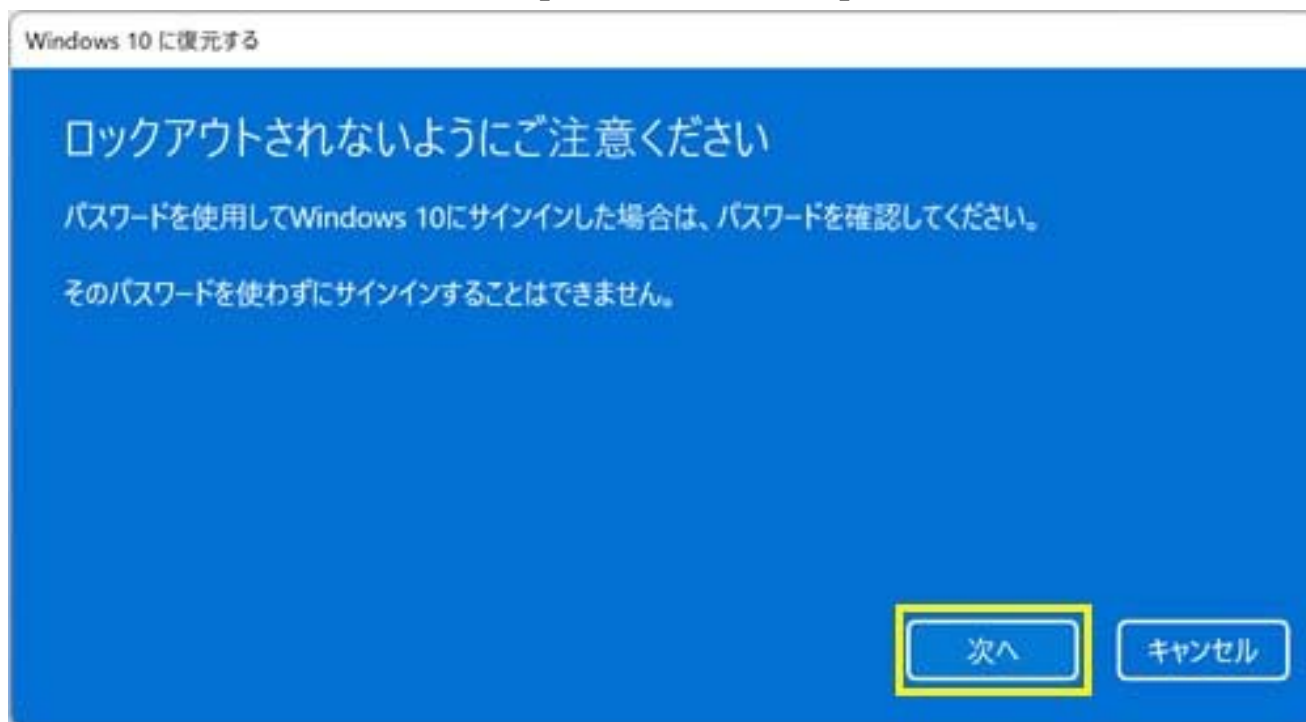 Windows 10 に復元する
ロックアウトされないようにご注意ください
パスワードを使用してWindows 10にサインインした場合は、パスワードを確認してください。
そのパスワードを使わずにサインインすることはできません。
次へ
キャンセル